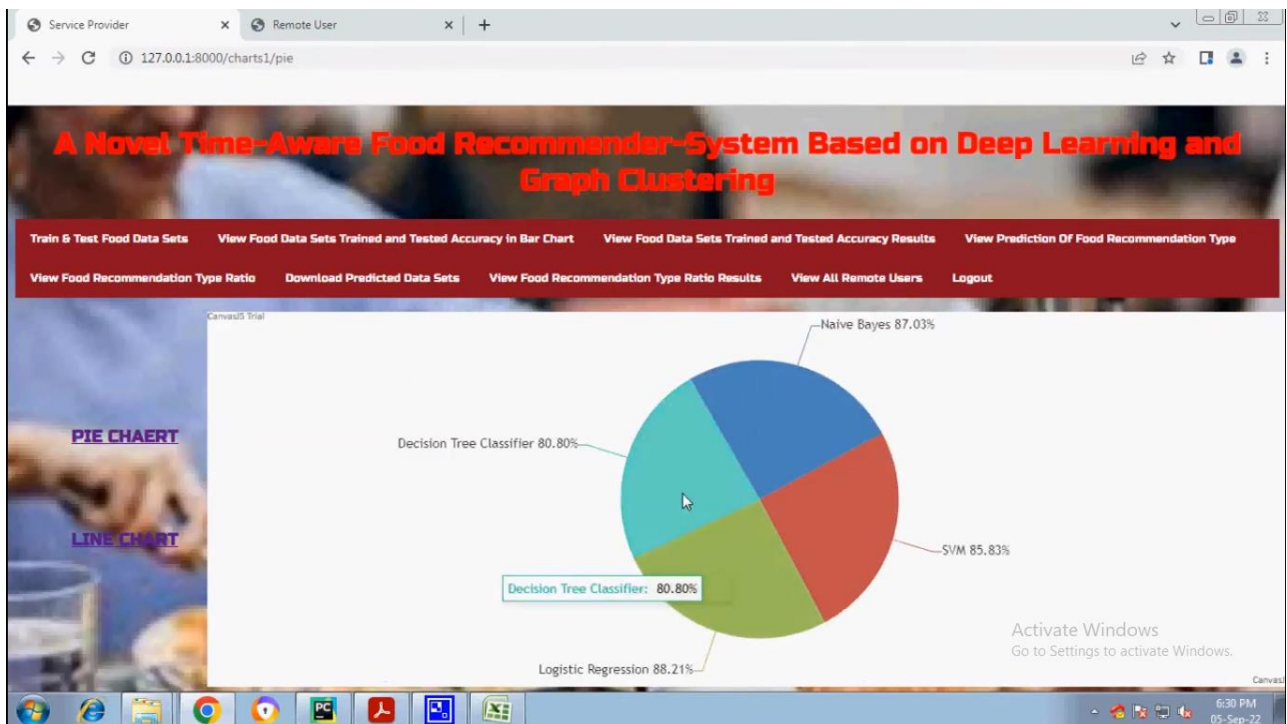 Service Provider
Remote User
127.0.0.1:8000/charts1/pie
A Novel Time-Aware Food Recommender-System Based on Deep Learning and
Graph Clustering
Train & Test Food Data Sets View Food Data Sets Trained and Tested Accuracy in Bar Chart View Food Data Sets Trained and Tested Accuracy Results View Prediction Of Food Recommendation Type
View Food Recommendation Type Ratio Download Predicted Data Sets View Food Recommendation Type Ratio Results View All Remote Users Logout
CanvasJS Trial
Naive Bayes 87.03%
Decision Tree Classifier 80.80%
PIE CHAERT
LINE CHART
SVM 85.83%
Decision Tree Classifier: 80.80%
Logistic Regression 88.21%
Activate Windows
Go to Settings to activate Windows.
CanvasJ
PC
6:30 PM
05-Sep-22